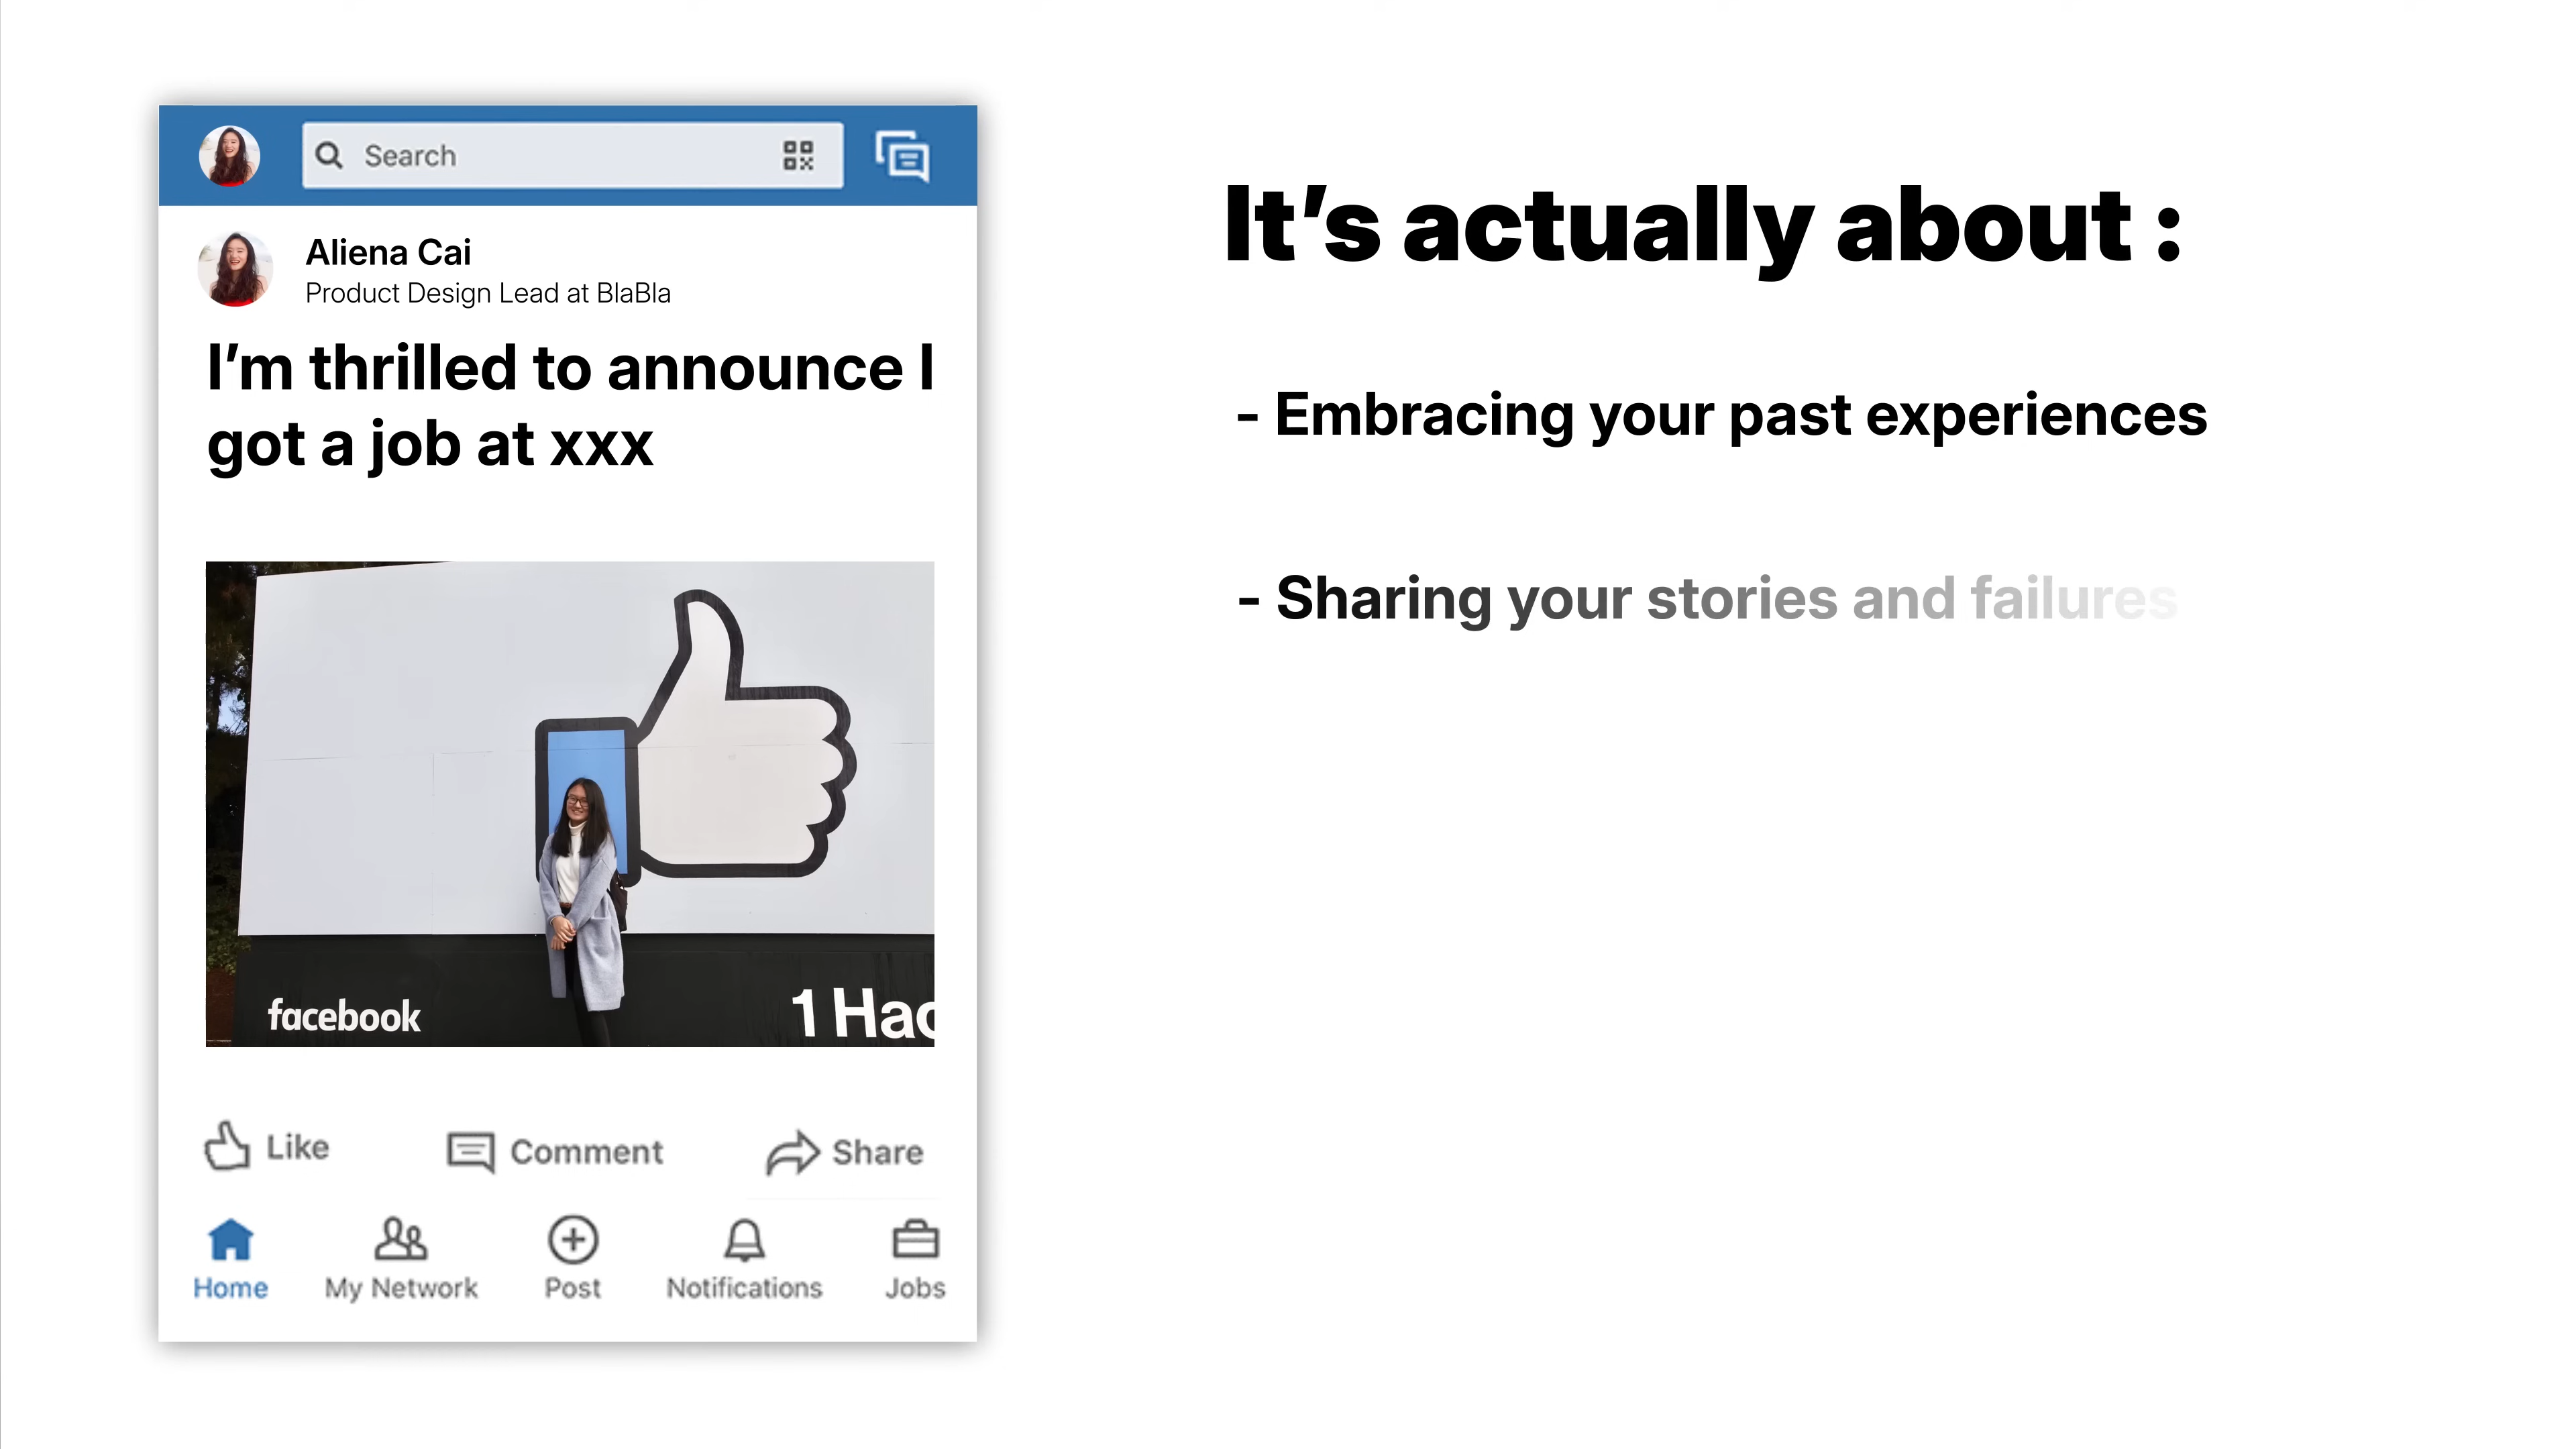 Search
Aliena Cai
Product Design Lead at BlaBla
I'm thrilled to announce I
got a job at xxx
facebook
1 Hac
Like
Comment
Share
Home
My Network
Post
Notifications
Jobs
It's actually about :
- Embracing your past experiences
- Sharing your stories and failures